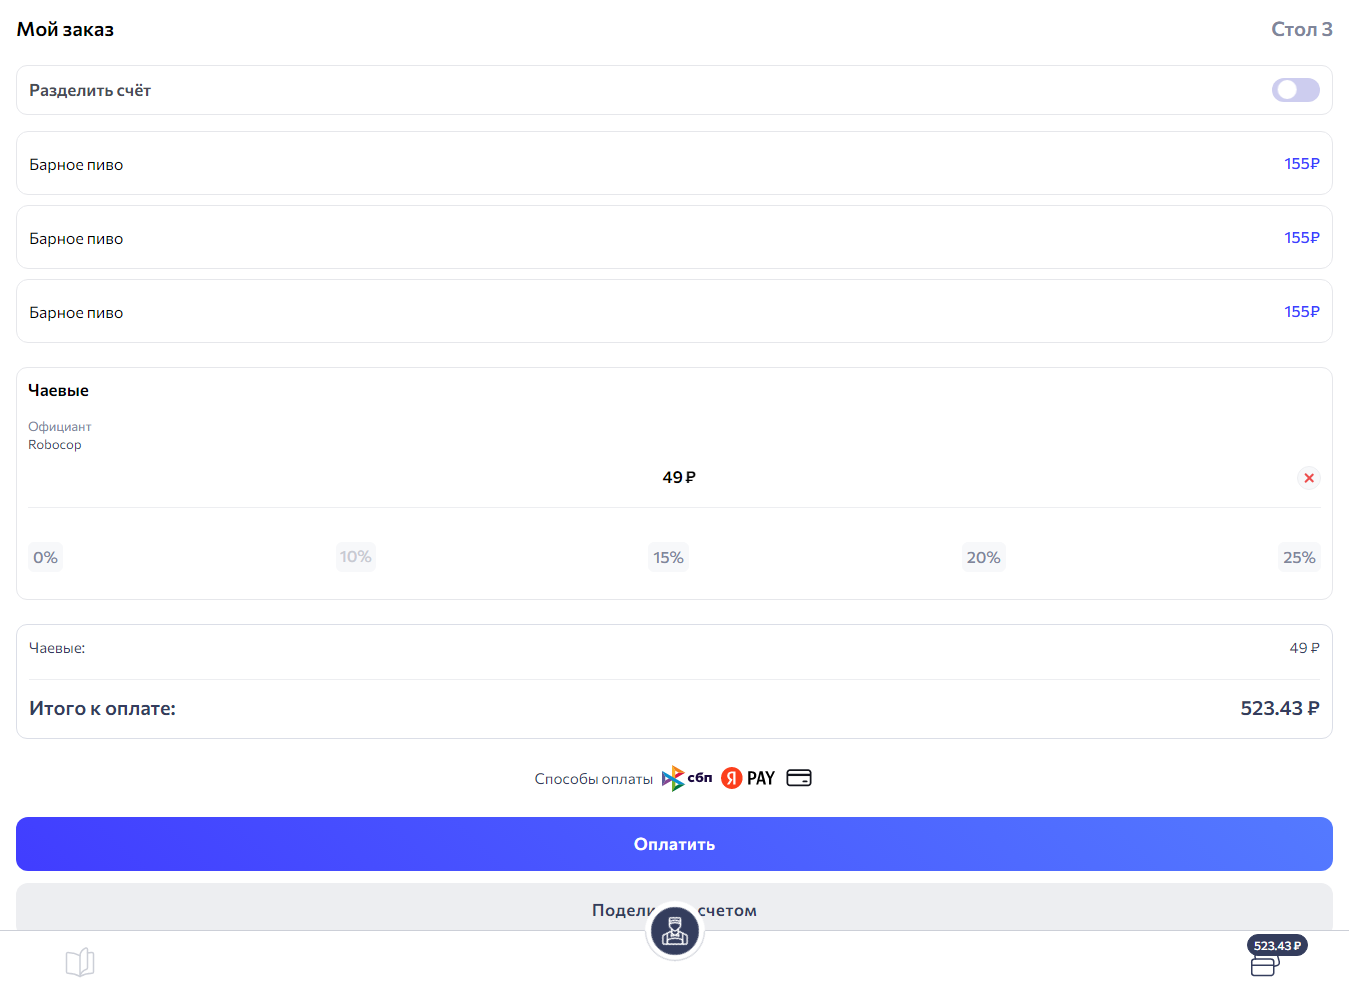 Мой заказ
Стол 3
Разделить счёт
Барное пиво
155₽
Барное пиво
155₽
Барное пиво
155₽
Чаевые
Официант
Robocop
49 ₽
0%
10%
15%
20%
25%
Чаевые:
49 ₽
Итого к оплате:
523.43 ₽
Способы оплаты
сбп
Я PAY
Оплатить
счетом
523.43 ₽